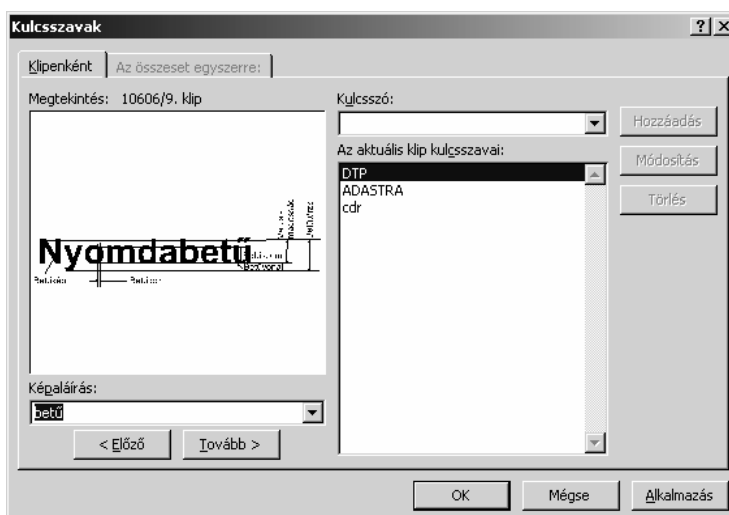 Kulcsszavak
Klipenként
Az összeset egyszerre:
Megtekintés: 10606/9. klip
Nyomdabetű
Betűvonal
Képaláírás:
betű
< Előző
Tovább >
Kulcsszó:
Az aktuális klip kulcsszavai:
DTP
ADASTRA
cdr
Hozzáadás
Módosítás
Törlés
OK
Mégse
Alkalmazás